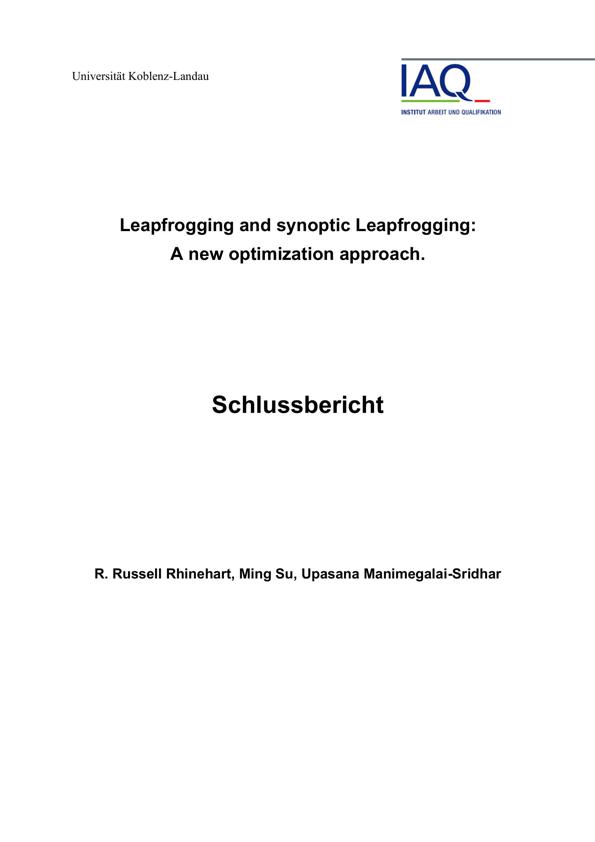 Universität Koblenz-Landau
IAQ
INSTITUT ARBEIT UND QUALIFIKATION
Leapfrogging and synoptic Leapfrogging:
A new optimization approach.
Schlussbericht
R. Russell Rhinehart, Ming Su, Upasana Manimegalai-Sridhar